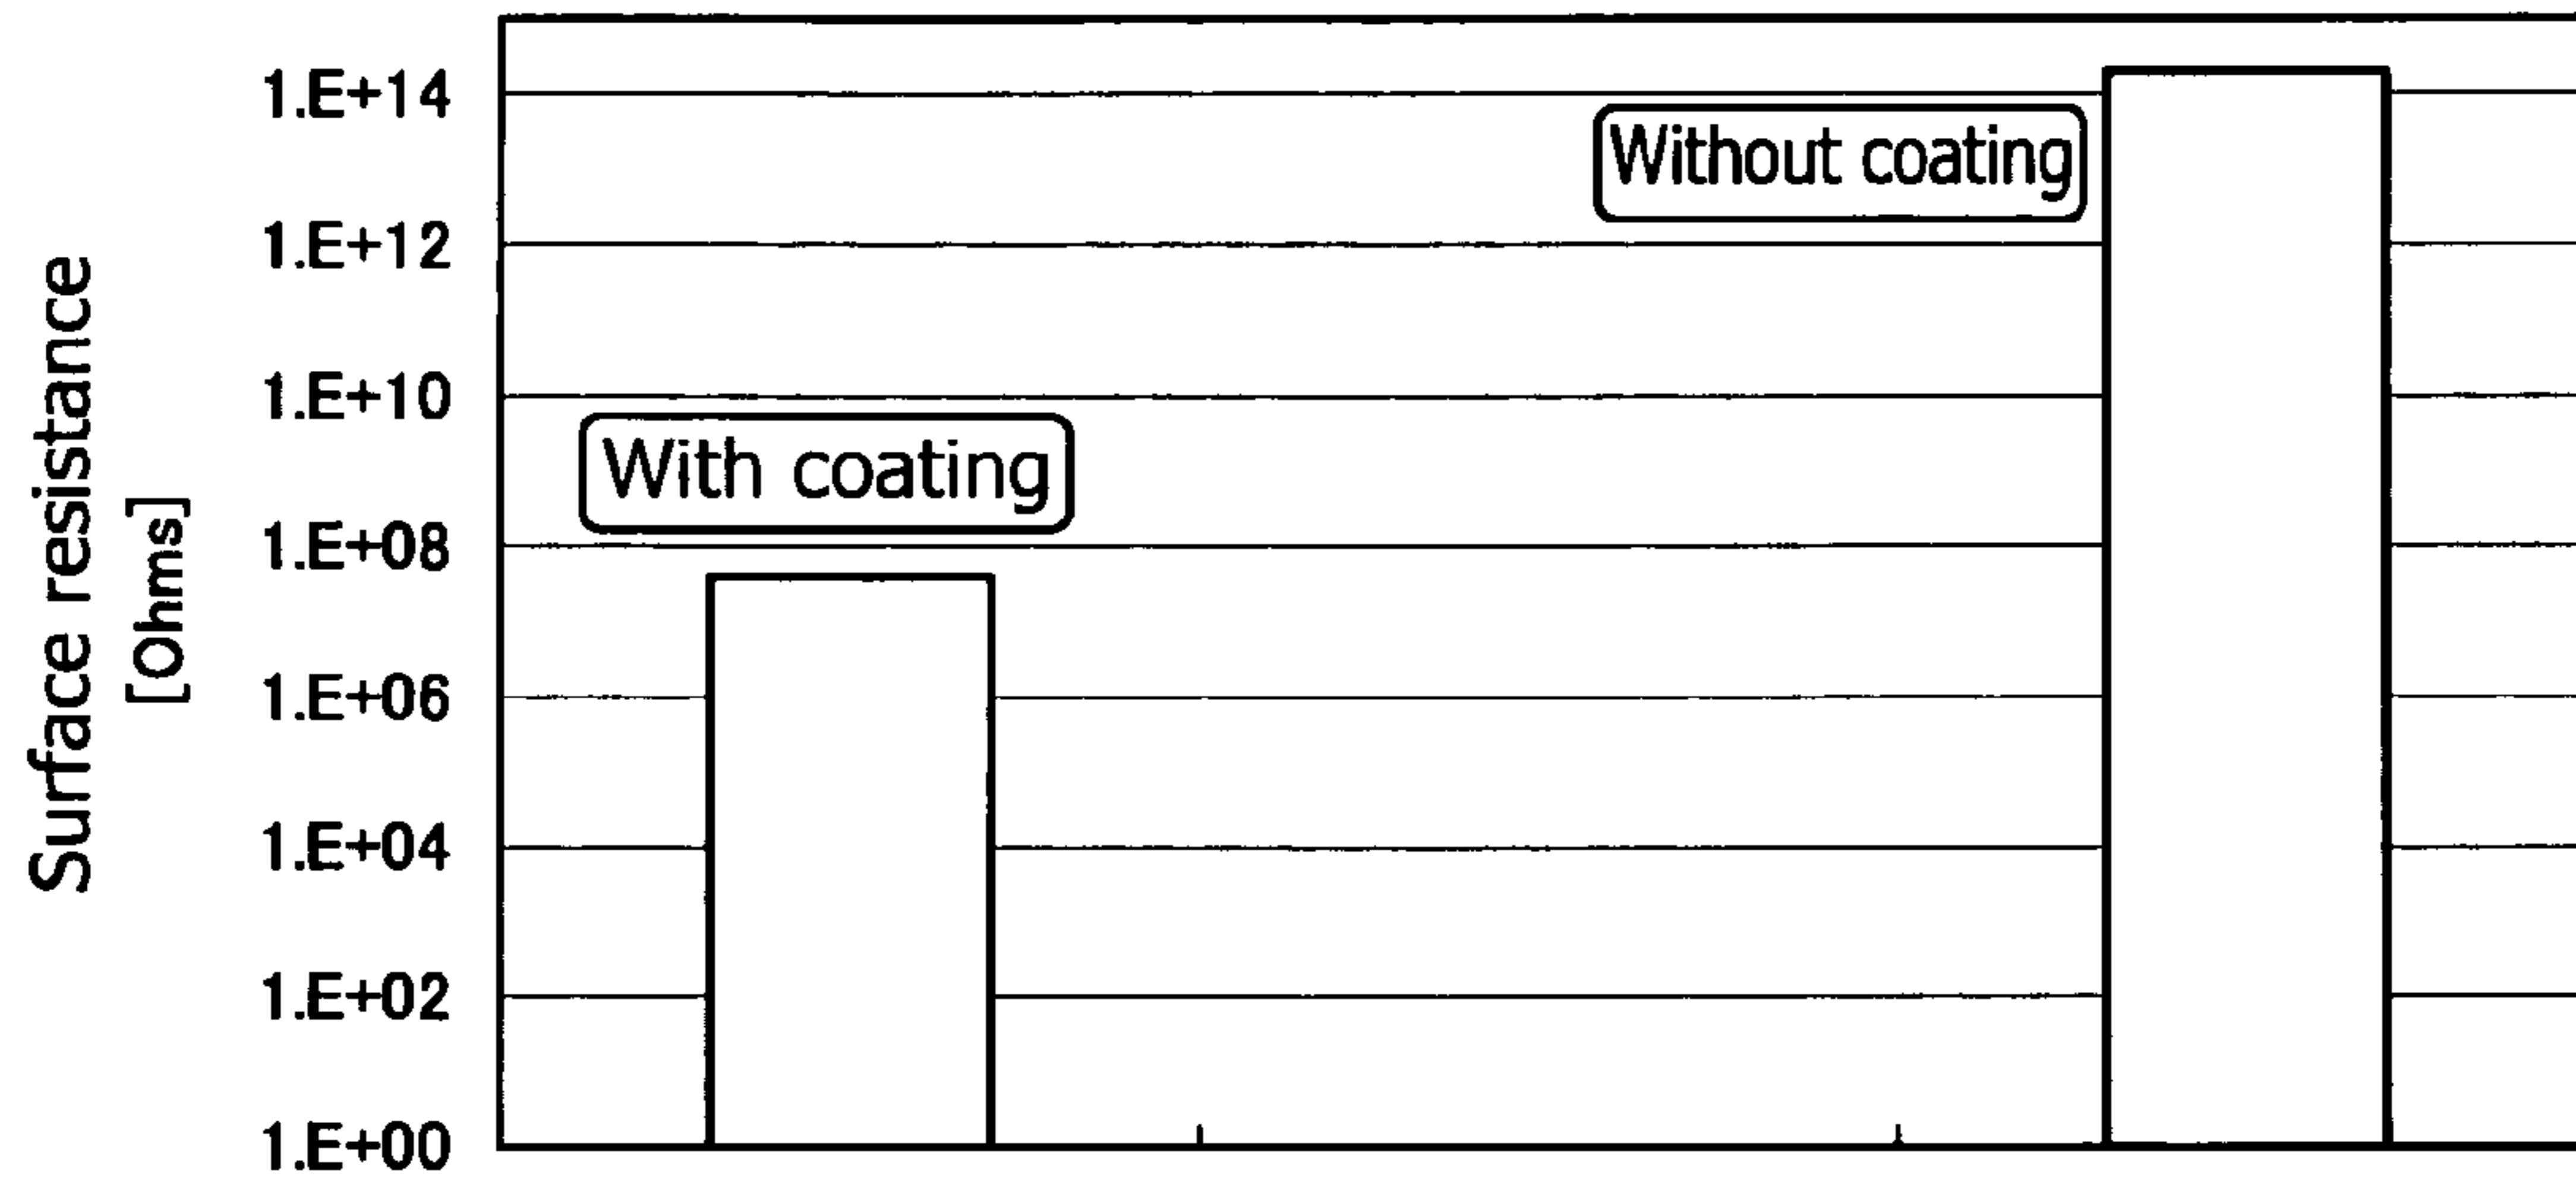 Surface resistance
[Ohms]
1.E+14
1.E+12
1.E+10
1.E+08
1.E+06
1.E+04
1.E+02
1.E+00
With coating
Without coating